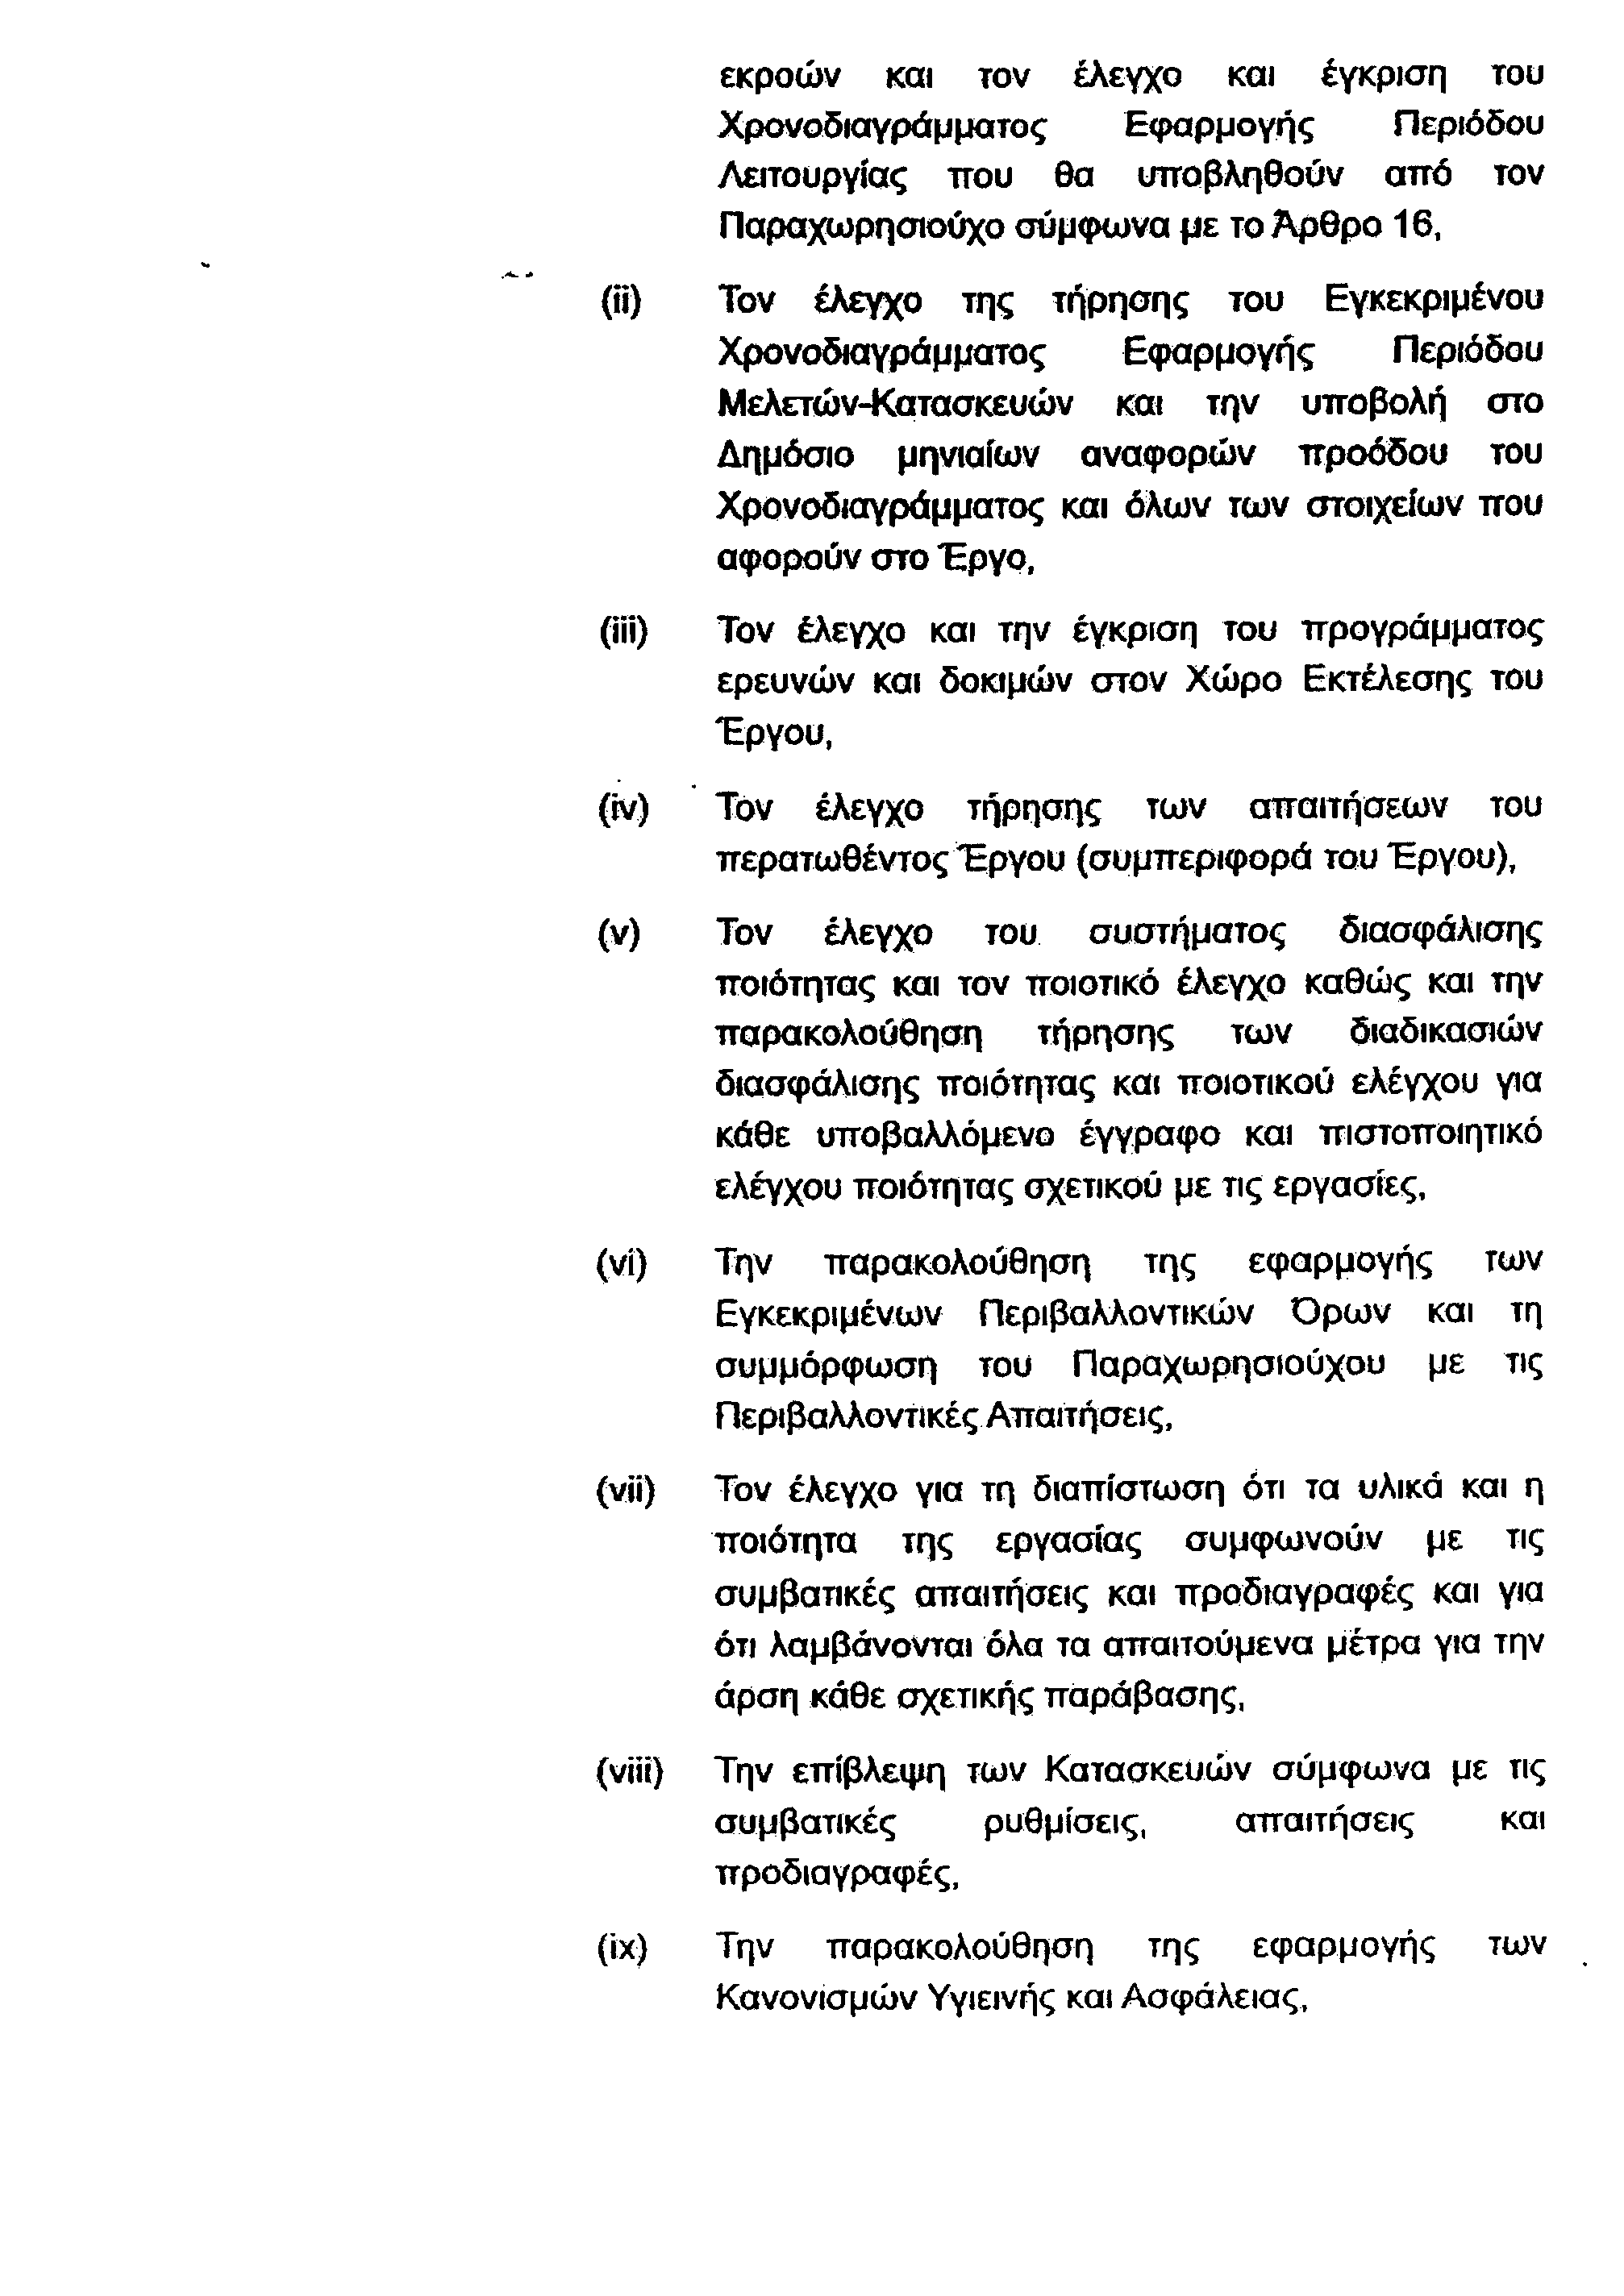 εκροών και τον έλεγχο και έγκριση του
Χρονοδιαγράμματος Εφαρμογής Περιόδου
Λειτουργίας που θα υποβληθούν από τον
Παραχωρησιούχο σύμφωνα με το Άρθρο 16,
(ii) Τον έλεγχο της τήρησης του Εγκεκριμένου
Χρονοδιαγράμματος Εφαρμογής Περιόδου
Μελετών-Κατασκευών και την υποβολή στο
Δημόσιο μηνιαίων αναφορών προόδου του
Χρονοδιαγράμματος και όλων των στοιχείων που
αφορούν στο Έργο,
(iii) Τον έλεγχο και την έγκριση του προγράμματος
ερευνών και δοκιμών στον Χώρο Εκτέλεσης του
Έργου,
(iv) Τον έλεγχο τήρησης των απαιτήσεων του
περατωθέντος Έργου (συμπεριφορά του Έργου),
(v) Τον έλεγχο του συστήματος διασφάλισης
ποιότητας και τον ποιοτικό έλεγχο καθώς και την
παρακολούθηση τήρησης των διαδικασιών
διασφάλισης ποιότητας και ποιοτικού ελέγχου για
κάθε υποβαλλόμενο έγγραφο και πιστοποιητικό
ελέγχου ποιότητας σχετικού με τις εργασίες,
(vi) Την παρακολούθηση της εφαρμογής των
Εγκεκριμένων Περιβαλλοντικών Όρων και τη
συμμόρφωση του Παραχωρησιούχου με τις
Περιβαλλοντικές Απαιτήσεις,
(vii) Τον έλεγχο για τη διαπίστωση ότι τα υλικά και η
ποιότητα της εργασίας συμφωνούν με τις
συμβατικές απαιτήσεις και προδιαγραφές και για
ότι λαμβάνονται όλα τα απαιτούμενα μέτρα για την
άρση κάθε σχετικής παράβασης,
(viii) Την επίβλεψη των Κατασκευών σύμφωνα με τις
συμβατικές ρυθμίσεις, απαιτήσεις και
προδιαγραφές,
(ix) Την παρακολούθηση της εφαρμογής των
Κανονισμών Υγιεινής και Ασφάλειας,